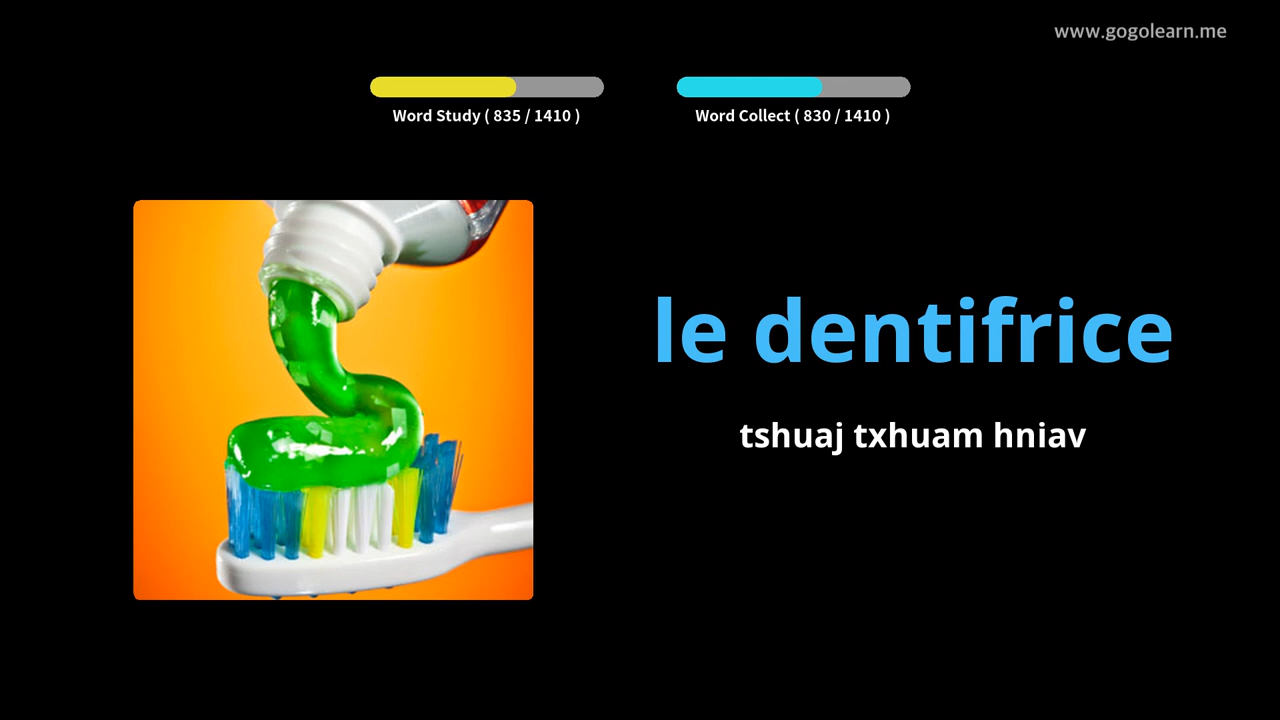 www.gogolearn.me
Word Study ( 835 / 1410 )
Word Collect ( 830 / 1410 )
le dentifrice
tshuaj txhuam hniav